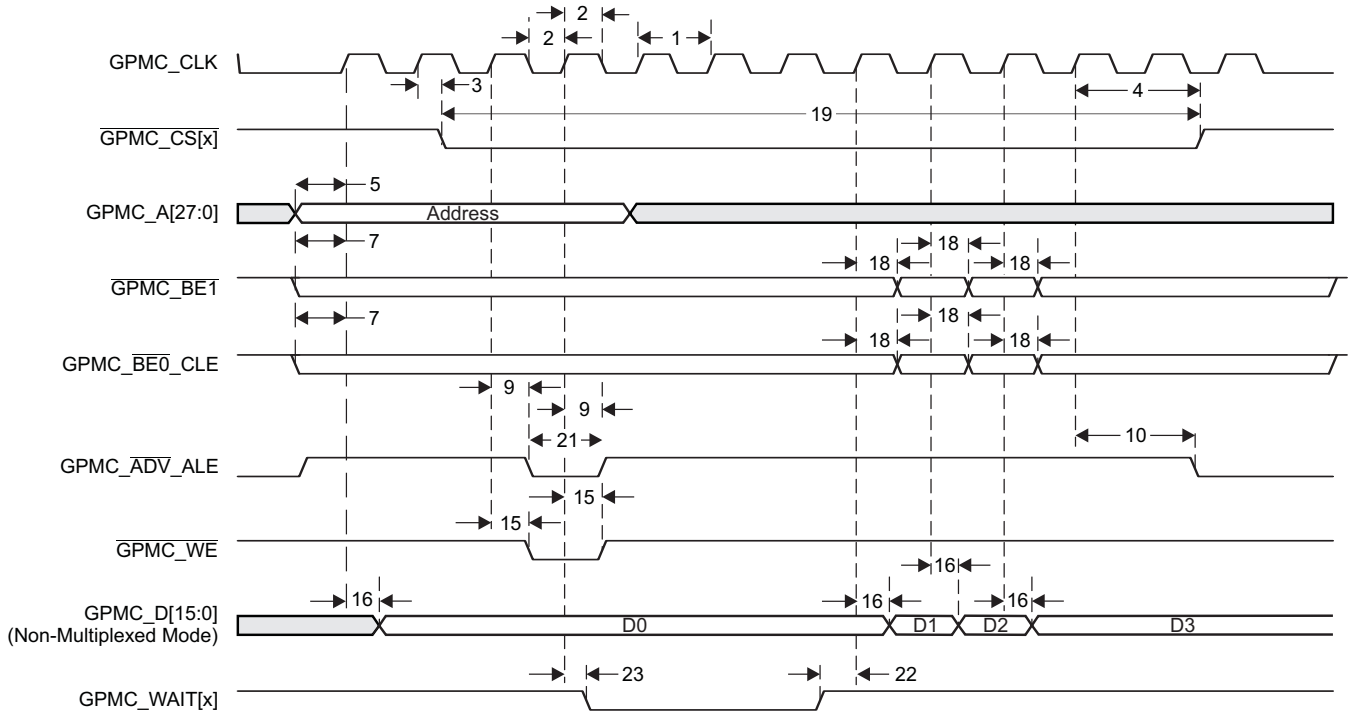 2
2
1
GPMC_CLK
3
4
19
GPMC_CS[x]
5
GPMC_A[27:0]
Address
7
18
18
18
GPMC_BE1
7
18
18
18
GPMC_BE0_CLE
9
9
21
10
GPMC_ADV_ALE
15
15
GPMC_WE
16
16
16
16
GPMC_D[15:0]
(Non-Multiplexed Mode)
D0
D1
D2
D3
23
22
GPMC_WAIT[x]